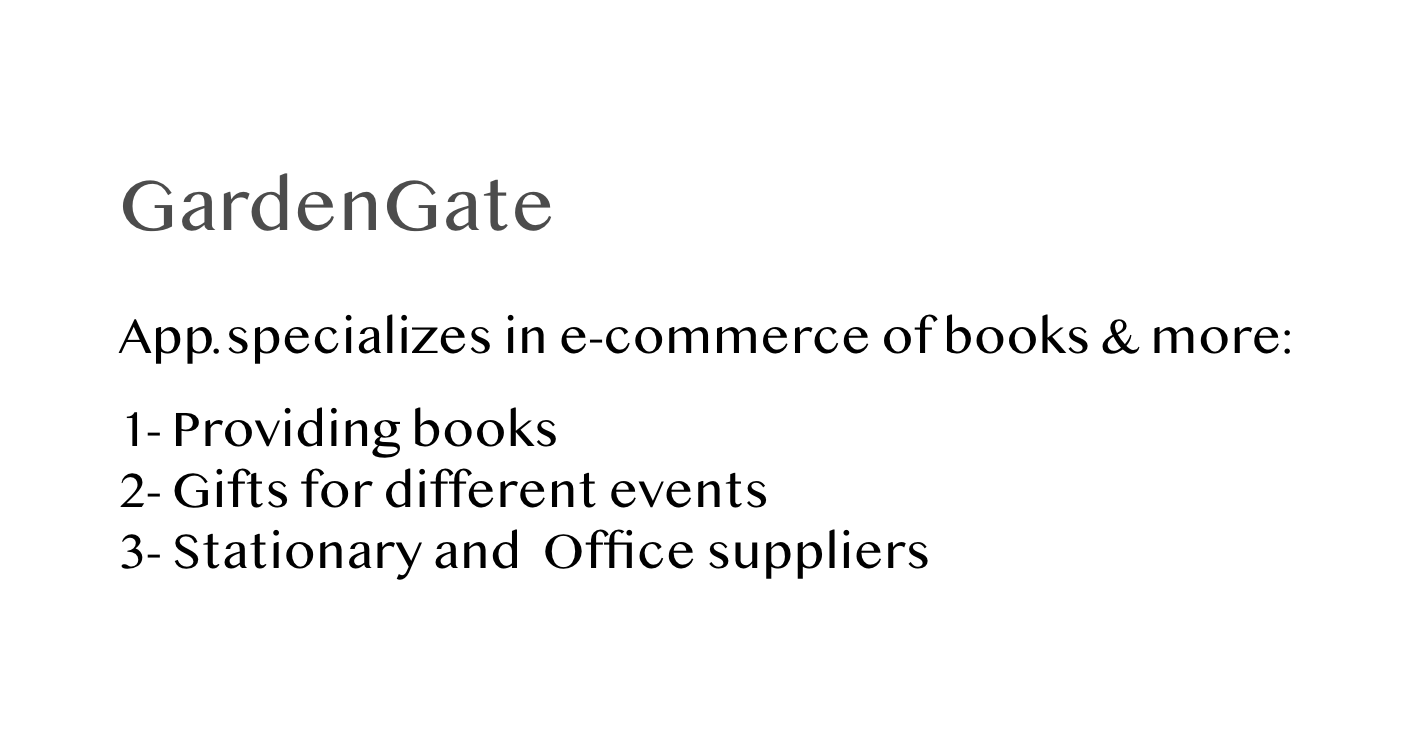 GardenGate
App. specializes in e-commerce of books & more:
1- Providing books
2- Gifts for different events
3- Stationary and  Office suppliers